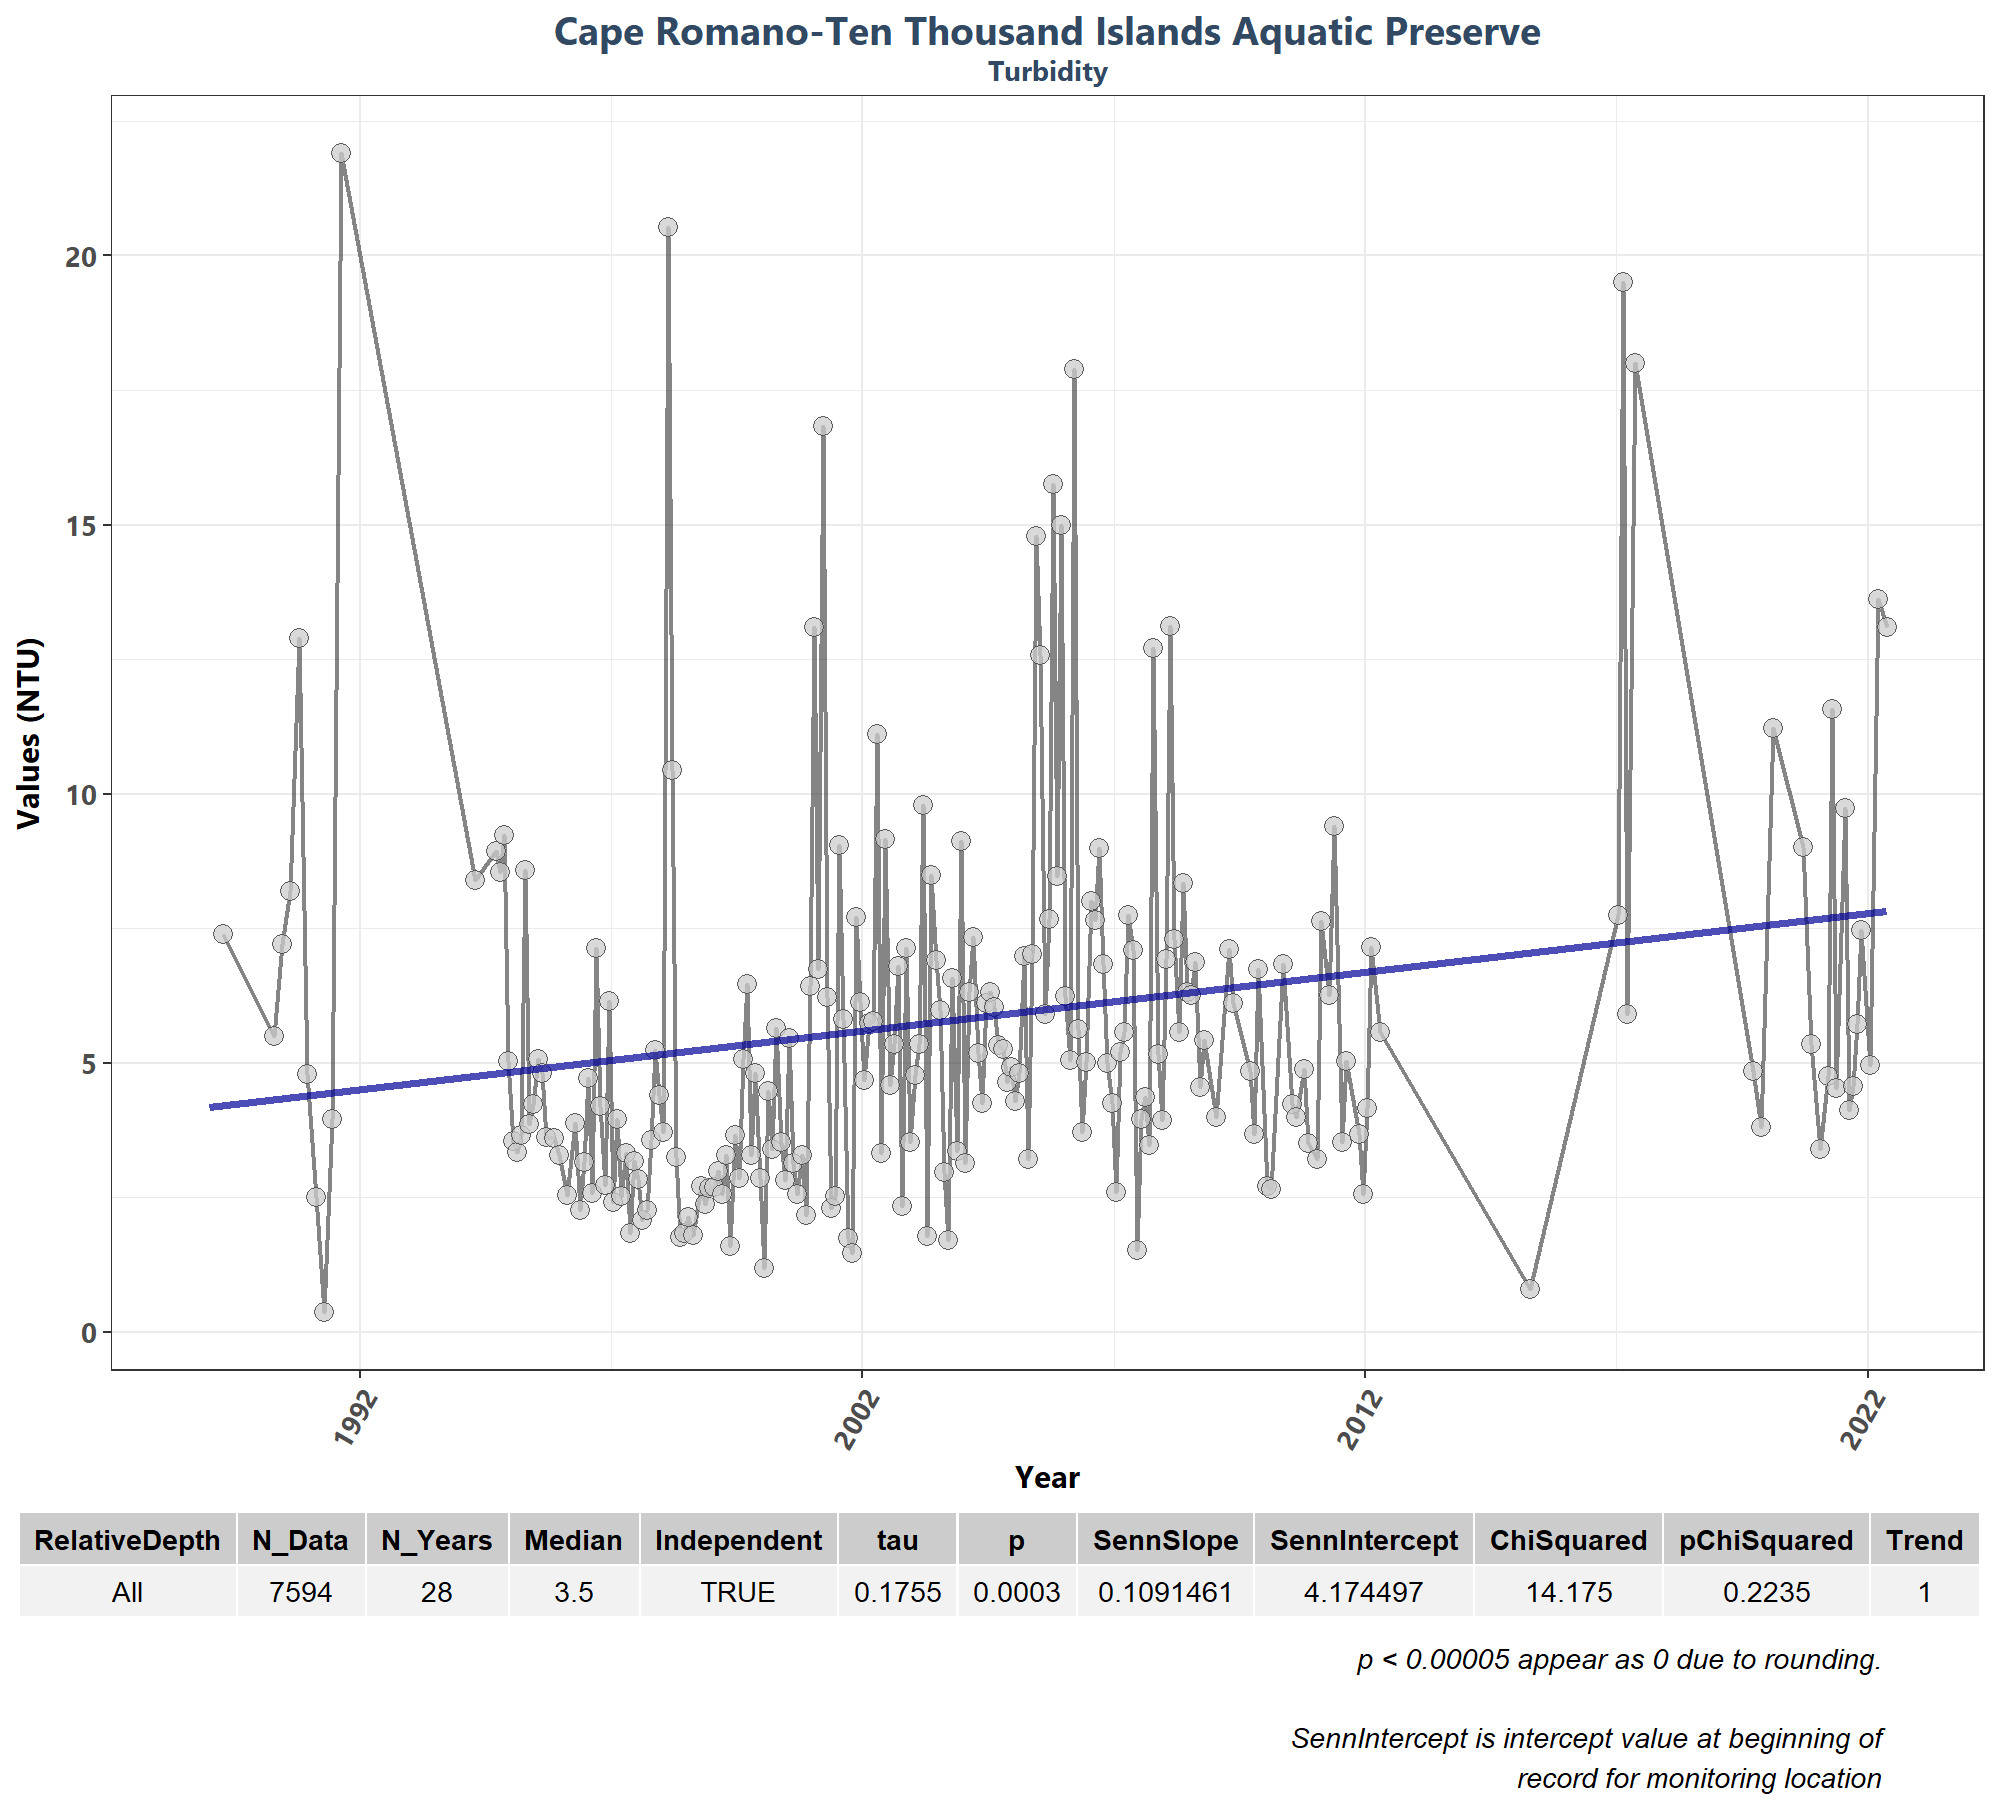 Cape Romano-Ten Thousand Islands Aquatic Preserve
Turbidity
Values (NTU)
20
15
10
5
0
1992
2002
2012
2022
Year
RelativeDepth N_Data N_Years Median Independent tau p SennSlope SennIntercept ChiSquared pChiSquared Trend
All 7594 28 3.5 TRUE 0.1755 0.0003 0.1091461 4.174497 14.175 0.2235 1
p < 0.00005 appear as 0 due to rounding.
SennIntercept is intercept value at beginning of
record for monitoring location